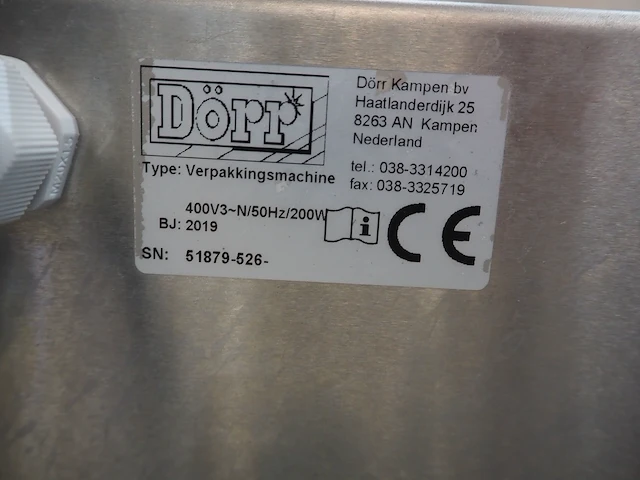 Dörr
Dörr Kampen bv
Haatlanderdijk 25
8263 AN Kampen
Nederland
tel.: 038-3314200
fax: 038-3325719
Type: Verpakkingsmachine
400V3~N/50Hz/200W
BJ: 2019
SN: 51879-526-
i
CE